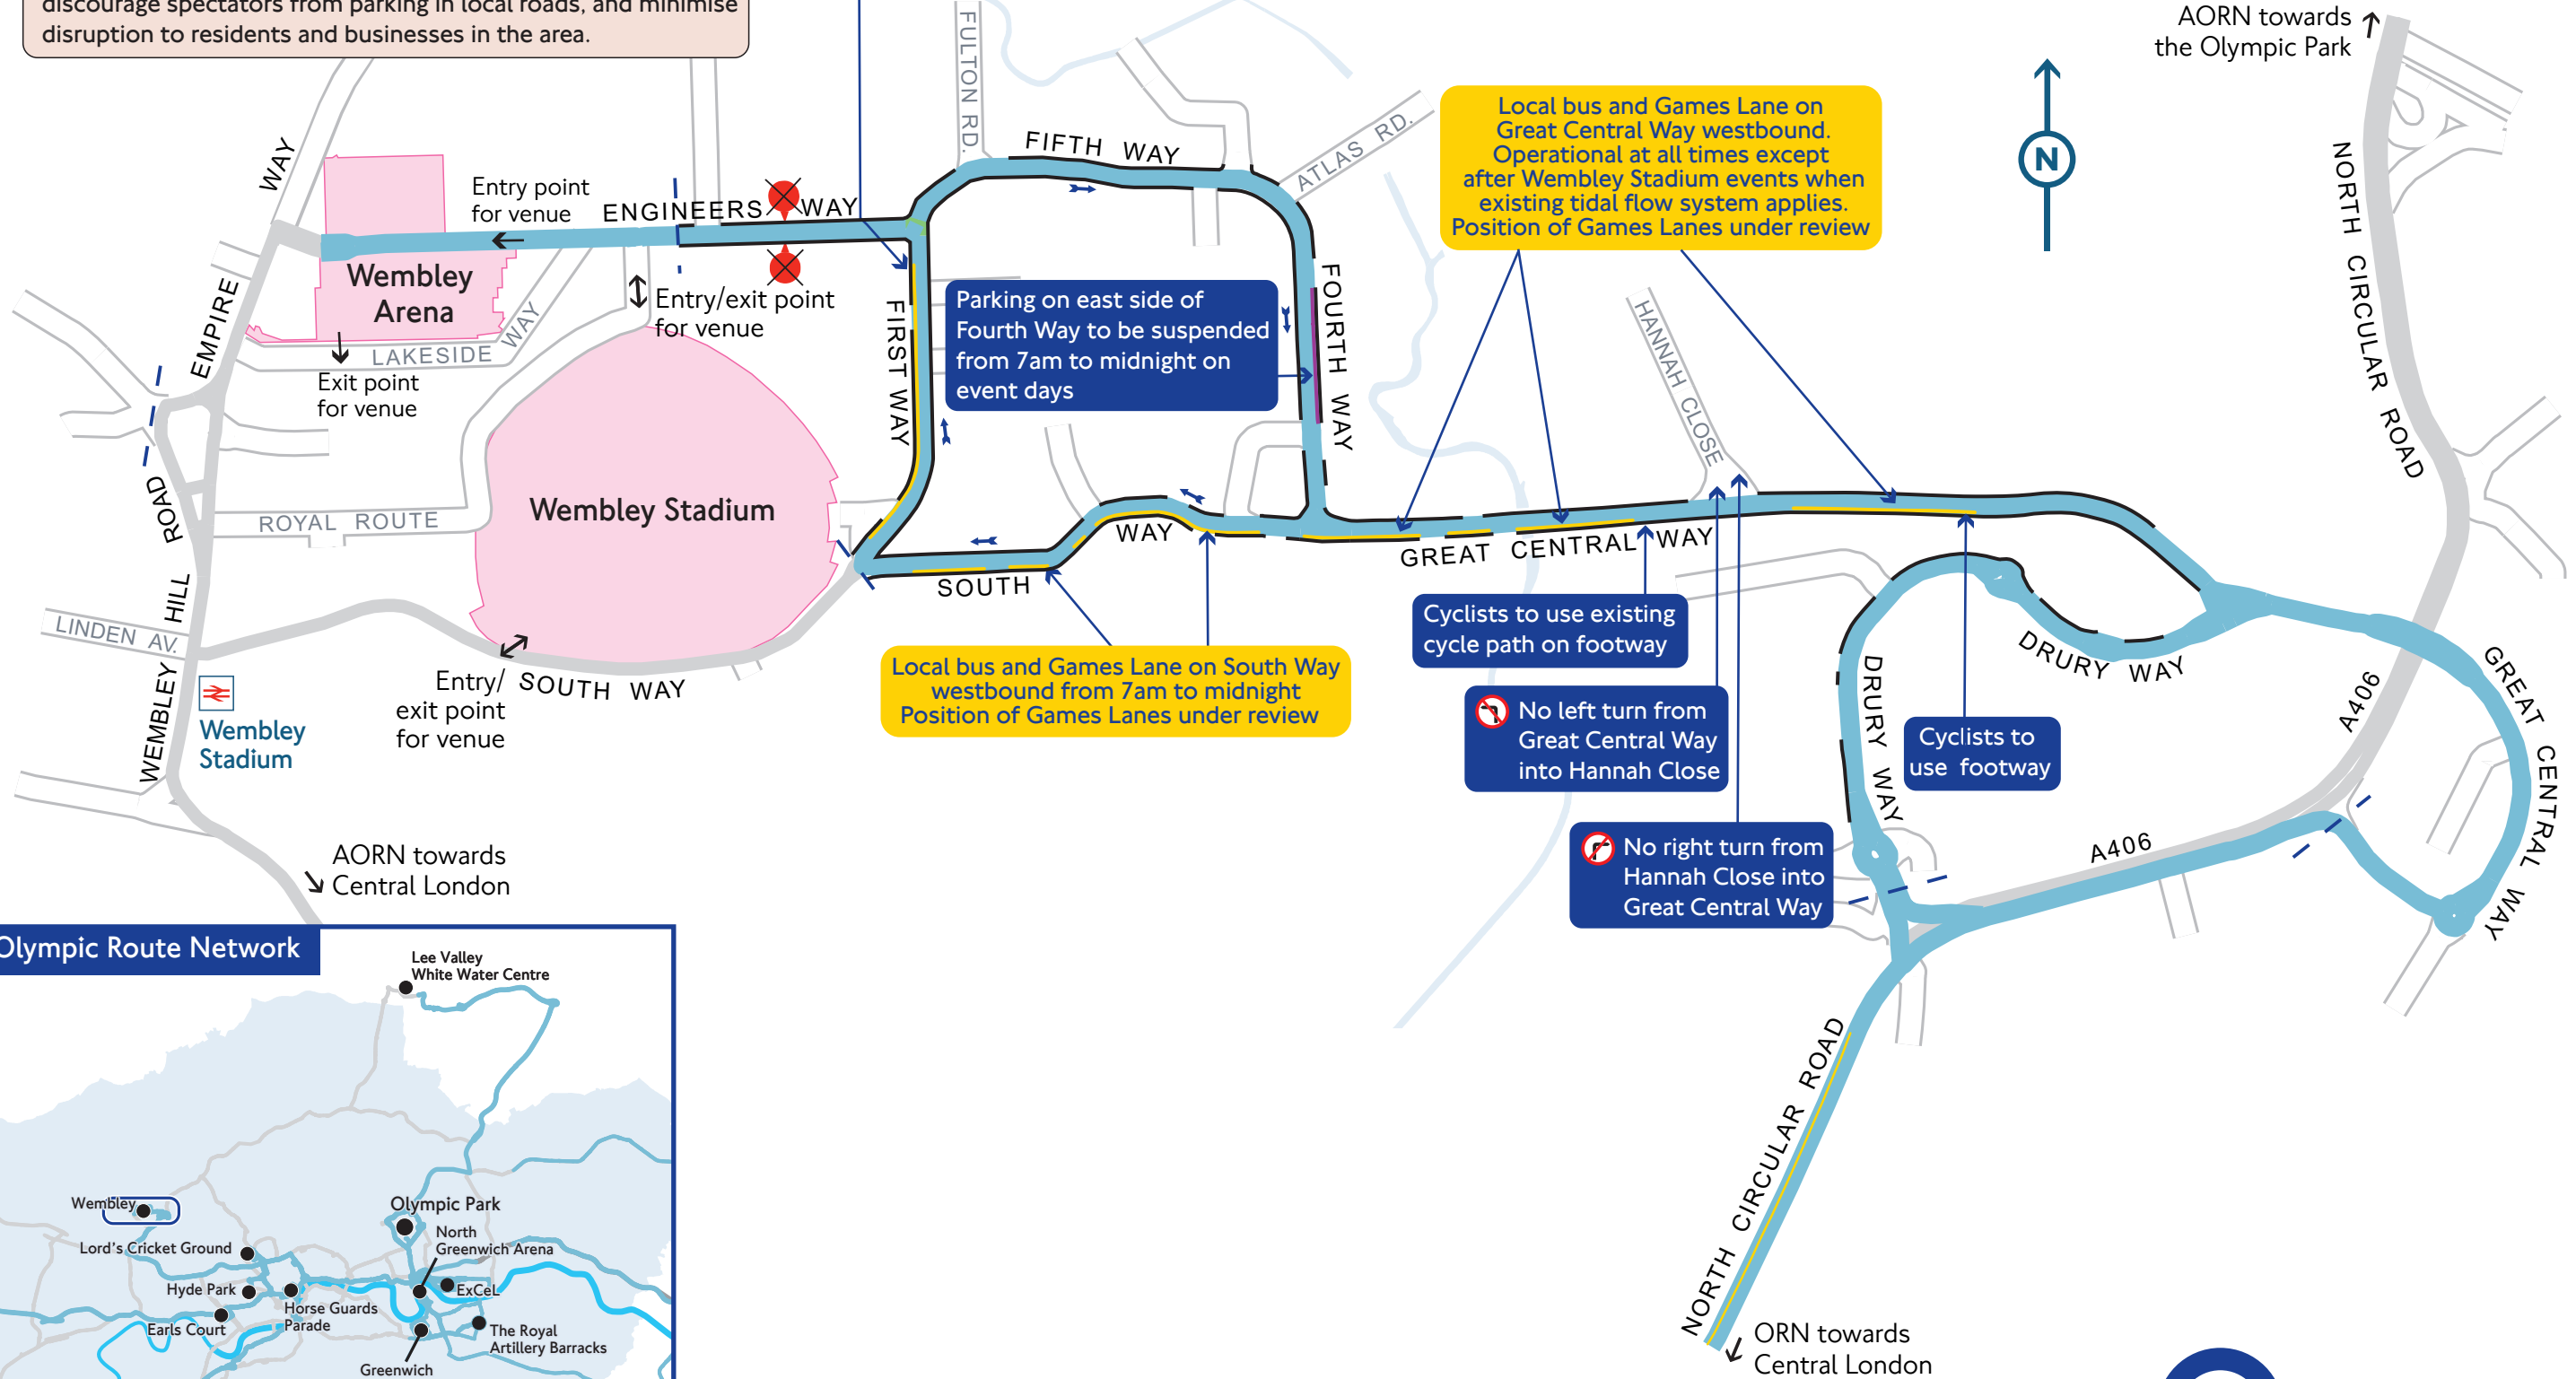 discourage spectators from parking in local roads, and minimise
disruption to residents and businesses in the area.
AORN towards
the Olympic Park
N
FULTON RD.
FIFTH WAY
ATLAS RD.
Local bus and Games Lane on
Great Central Way westbound.
Operational at all times except
after Wembley Stadium events when
existing tidal flow system applies.
Position of Games Lanes under review
NORTH CIRCULAR ROAD
EMPIRE WAY
Entry point
for venue
ENGINEERS WAY
Wembley
Arena
Entry/exit point
for venue
LAKESIDE WAY
Exit point
for venue
FIRST WAY
Parking on east side of
Fourth Way to be suspended
from 7am to midnight on
event days
FOURTH WAY
HANNAH CLOSE
Wembley Stadium
ROYAL ROUTE
WEMBLEY HILL ROAD
LINDEN AV.
SOUTH WAY
GREAT CENTRAL WAY
Cyclists to use existing
cycle path on footway
Local bus and Games Lane on South Way
westbound from 7am to midnight
Position of Games Lanes under review
No left turn from
Great Central Way
into Hannah Close
DRURY WAY
DRURY WAY
Cyclists to
use footway
A406
GREAT CENTRAL WAY
Entry/
exit point
for venue
SOUTH WAY
Wembley
Stadium
No right turn from
Hannah Close into
Great Central Way
A406
AORN towards
Central London
NORTH CIRCULAR ROAD
ORN towards
Central London
Olympic Route Network
Lee Valley
White Water Centre
Wembley
Olympic Park
Lord's Cricket Ground
North
Greenwich Arena
Hyde Park
ExCeL
Horse Guards
Parade
Earls Court
The Royal
Artillery Barracks
Greenwich